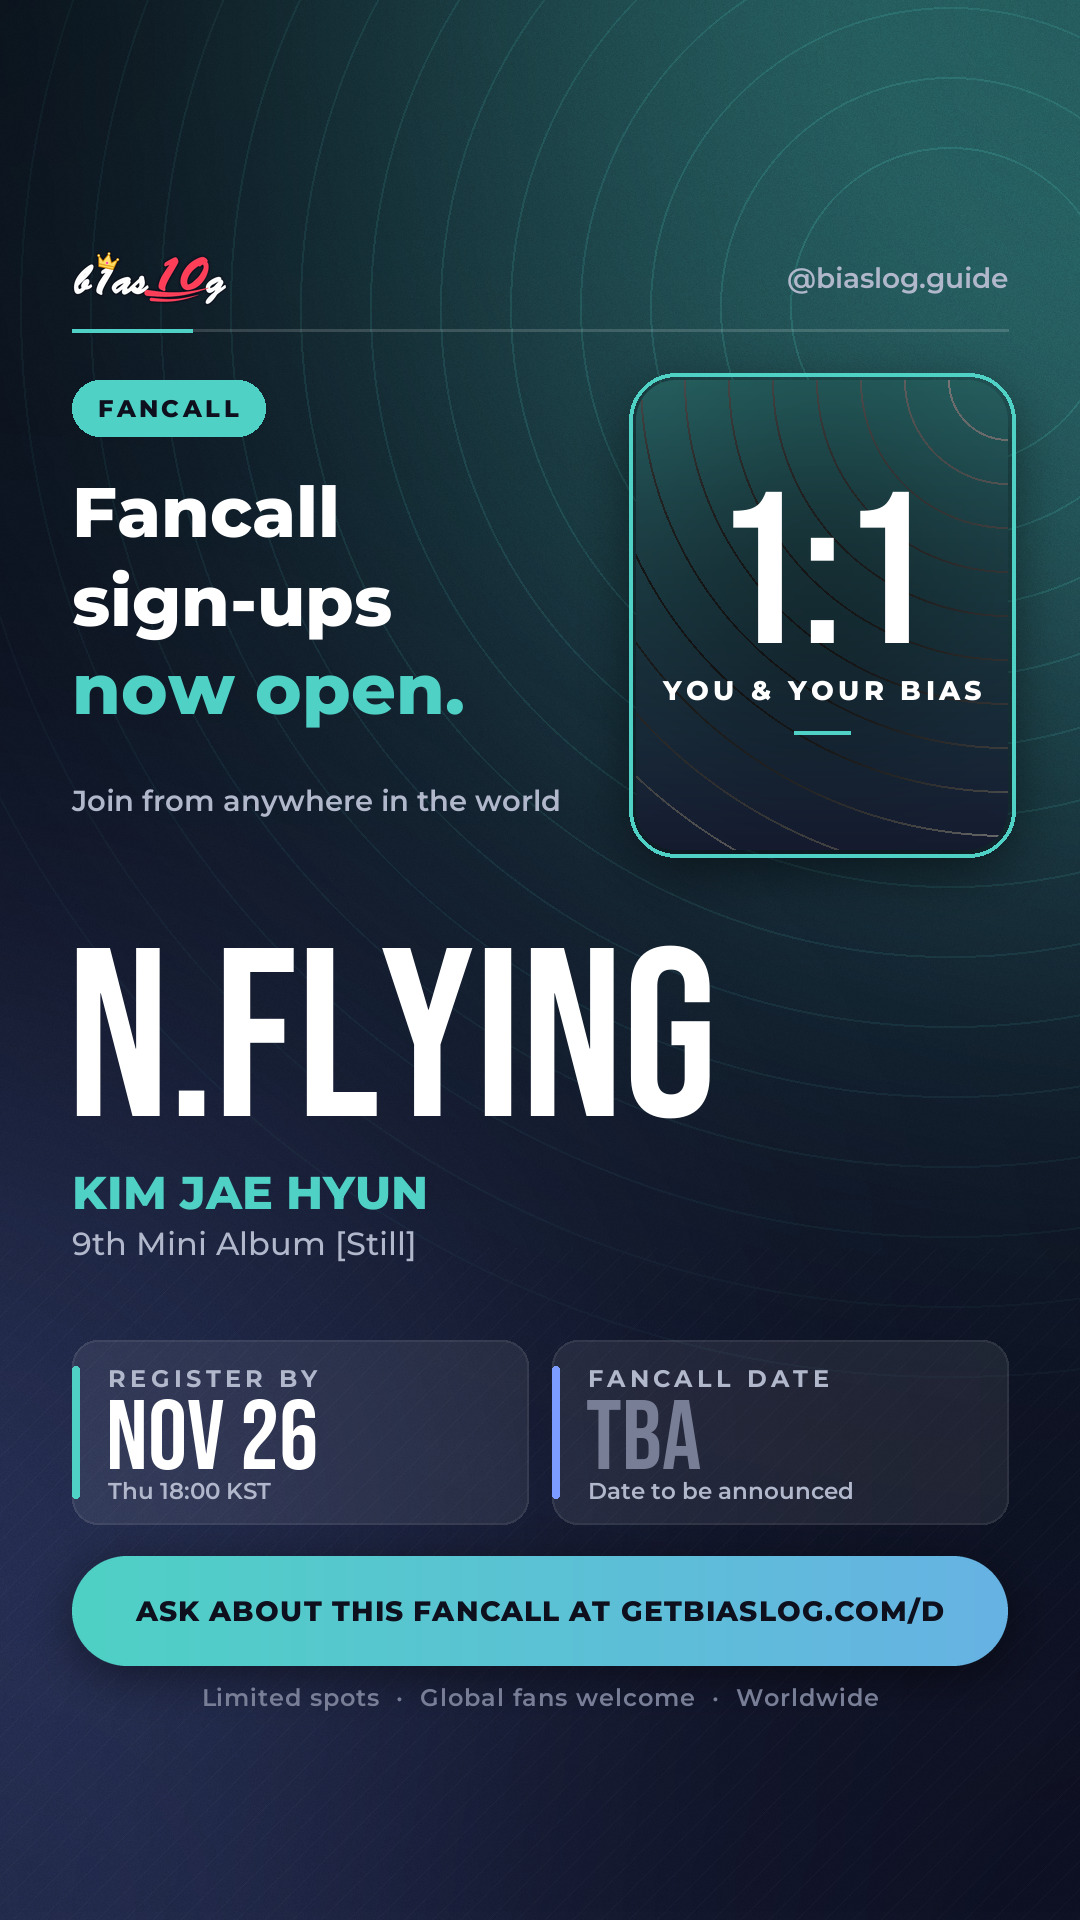 b1as10g
@biaslog.guide
FANCALL
Fancall
sign-ups
now open.
Join from anywhere in the world
1:1
YOU & YOUR BIAS
N.FLYING
KIM JAE HYUN
9th Mini Album [Still]
REGISTER BY
NOV 26
Thu 18:00 KST
FANCALL DATE
TBA
Date to be announced
ASK ABOUT THIS FANCALL AT GETBIASLOG.COM/D
Limited spots · Global fans welcome · Worldwide